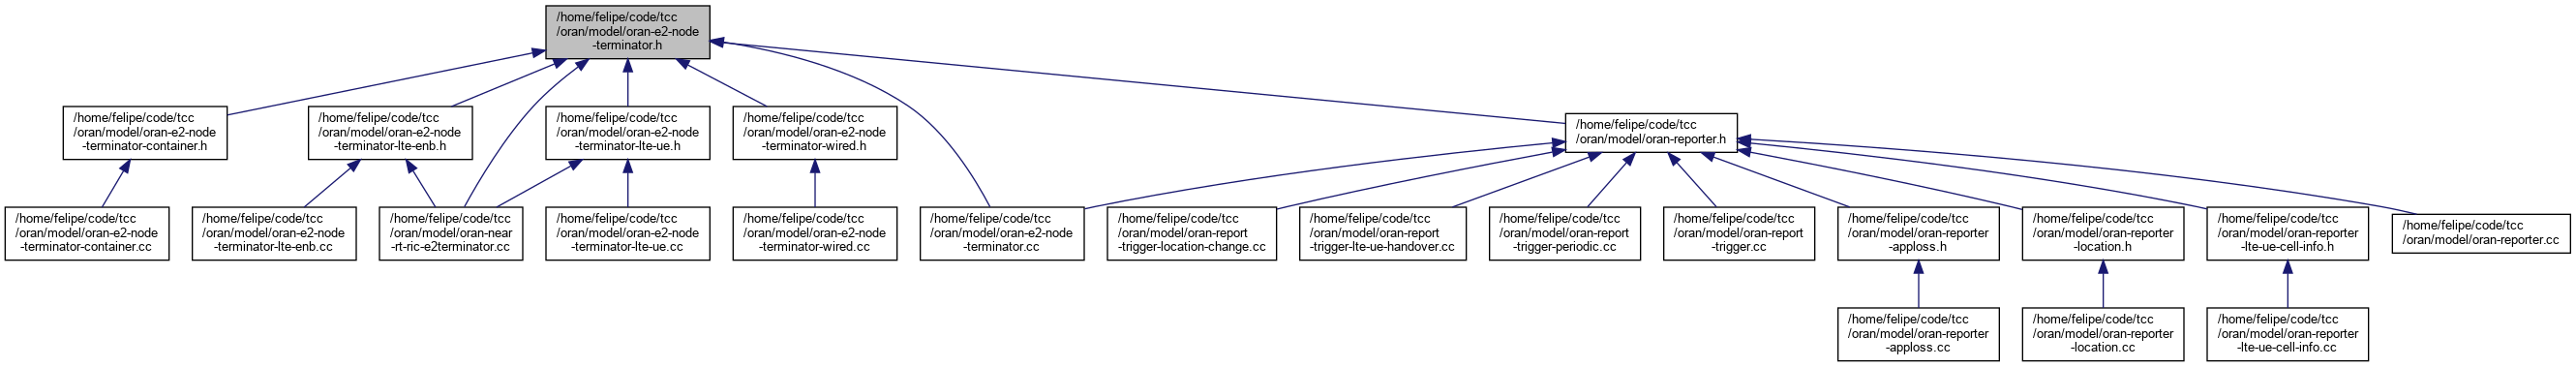 /home/felipe/code/tcc
/oran/model/oran-e2-node
-terminator.h
/home/felipe/code/tcc
/oran/model/oran-e2-node
-terminator-container.h
/home/felipe/code/tcc
/oran/model/oran-e2-node
-terminator-lte-enb.h
/home/felipe/code/tcc
/oran/model/oran-e2-node
-terminator-lte-ue.h
/home/felipe/code/tcc
/oran/model/oran-e2-node
-terminator-wired.h
/home/felipe/code/tcc
/oran/model/oran-reporter.h
/home/felipe/code/tcc
/oran/model/oran-e2-node
-terminator-container.cc
/home/felipe/code/tcc
/oran/model/oran-e2-node
-terminator-lte-enb.cc
/home/felipe/code/tcc
/oran/model/oran-near
-rt-ric-e2terminator.cc
/home/felipe/code/tcc
/oran/model/oran-e2-node
-terminator-lte-ue.cc
/home/felipe/code/tcc
/oran/model/oran-e2-node
-terminator-wired.cc
/home/felipe/code/tcc
/oran/model/oran-e2-node
-terminator.cc
/home/felipe/code/tcc
/oran/model/oran-report
-trigger-location-change.cc
/home/felipe/code/tcc
/oran/model/oran-report
-trigger-lte-ue-handover.cc
/home/felipe/code/tcc
/oran/model/oran-report
-trigger-periodic.cc
/home/felipe/code/tcc
/oran/model/oran-report
-trigger.cc
/home/felipe/code/tcc
/oran/model/oran-reporter
-apploss.h
/home/felipe/code/tcc
/oran/model/oran-reporter
-location.h
/home/felipe/code/tcc
/oran/model/oran-reporter
-lte-ue-cell-info.h
/home/felipe/code/tcc
/oran/model/oran-reporter.cc
/home/felipe/code/tcc
/oran/model/oran-reporter
-apploss.cc
/home/felipe/code/tcc
/oran/model/oran-reporter
-location.cc
/home/felipe/code/tcc
/oran/model/oran-reporter
-lte-ue-cell-info.cc